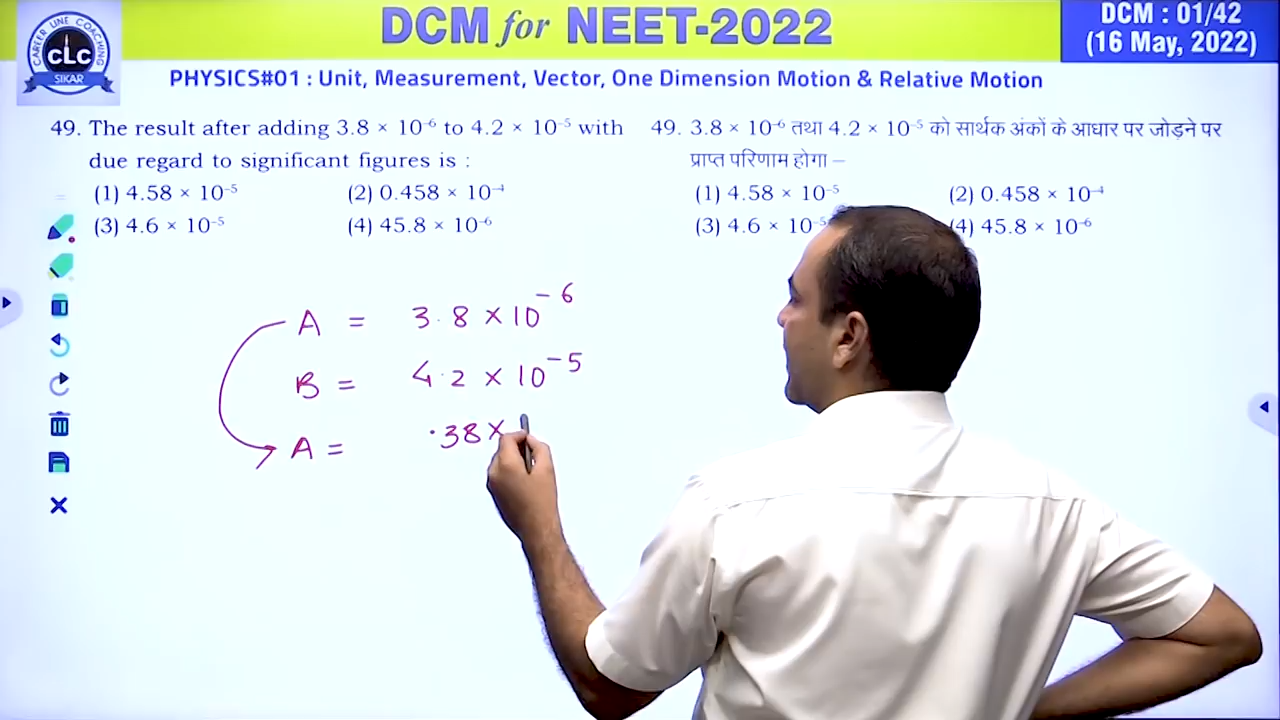 DCM for NEET-2022
DCM : 01/42
(16 May, 2022)
CAREER LINE COACHING
CLC
SIKAR
PHYSICS#01 : Unit, Measurement, Vector, One Dimension Motion & Relative Motion
49. The result after adding 3.8 × 10⁻⁶ to 4.2 × 10⁻⁵ with
due regard to significant figures is :
(1) 4.58 × 10⁻⁵ (2) 0.458 × 10⁻⁴
(3) 4.6 × 10⁻⁵ (4) 45.8 × 10⁻⁶
49. 3.8 × 10⁻⁶ तथा 4.2 × 10⁻⁵ को सार्थक अंकों के आधार पर जोड़ने पर
प्राप्त परिणाम होगा –
(1) 4.58 × 10⁻⁵ (2) 0.458 × 10⁻⁴
(3) 4.6 × 10⁻⁵ (4) 45.8 × 10⁻⁶
A = 3.8 × 10⁻⁶
B = 4.2 × 10⁻⁵
A = .38 ×